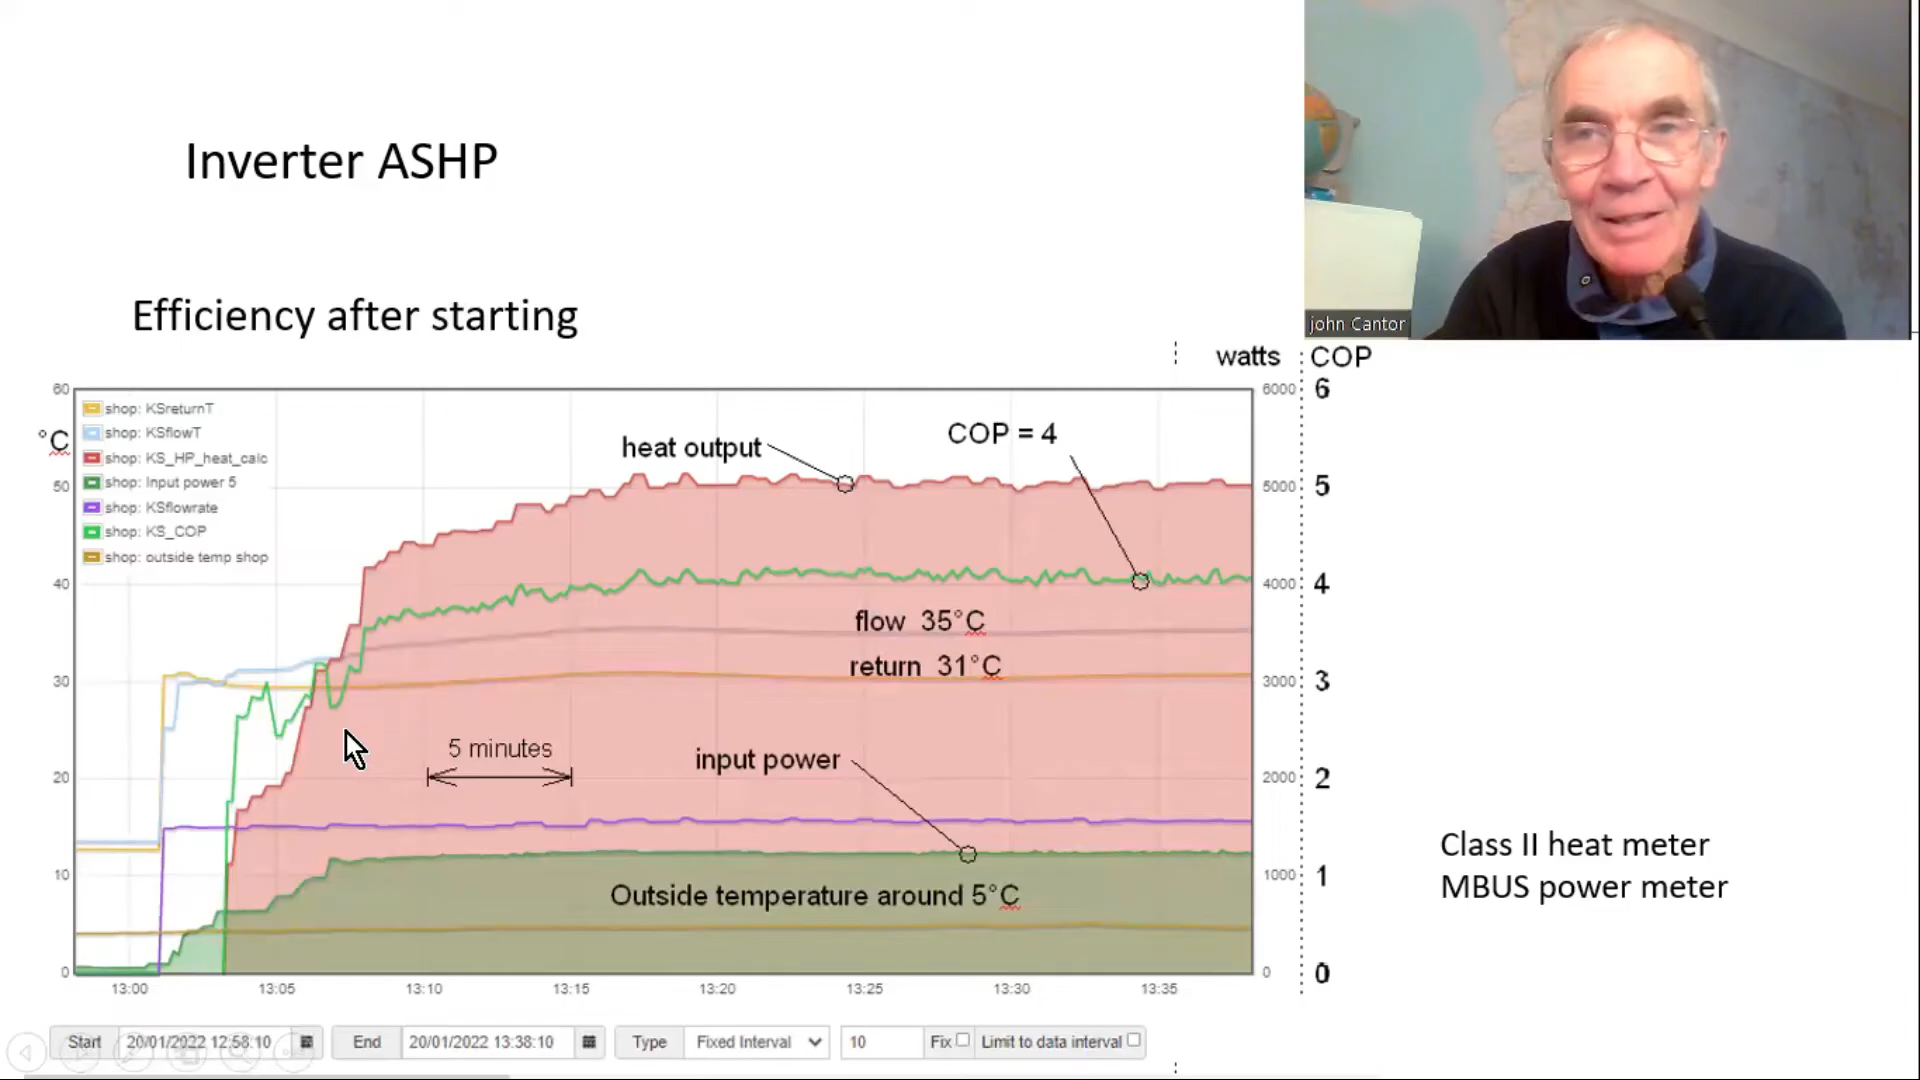 Inverter ASHP
john Cantor
Efficiency after starting
watts
COP
°C
60
50
40
30
20
10
0
shop: KSreturnT
shop: KSflowT
shop: KS_HP_heat_calc
shop: Input power 5
shop: KSflowrate
shop: KS_COP
shop: outside temp shop
heat output
COP = 4
flow 35°C
return 31°C
5 minutes
input power
Outside temperature around 5°C
6000
5000
4000
3000
2000
1000
0
6
5
4
3
2
1
0
13:00
13:05
13:10
13:15
13:20
13:25
13:30
13:35
Class II heat meter
MBUS power meter
Start 20/01/2022 12:58:10 End 20/01/2022 13:38:10 Type Fixed Interval 10 Fix Limit to data interval